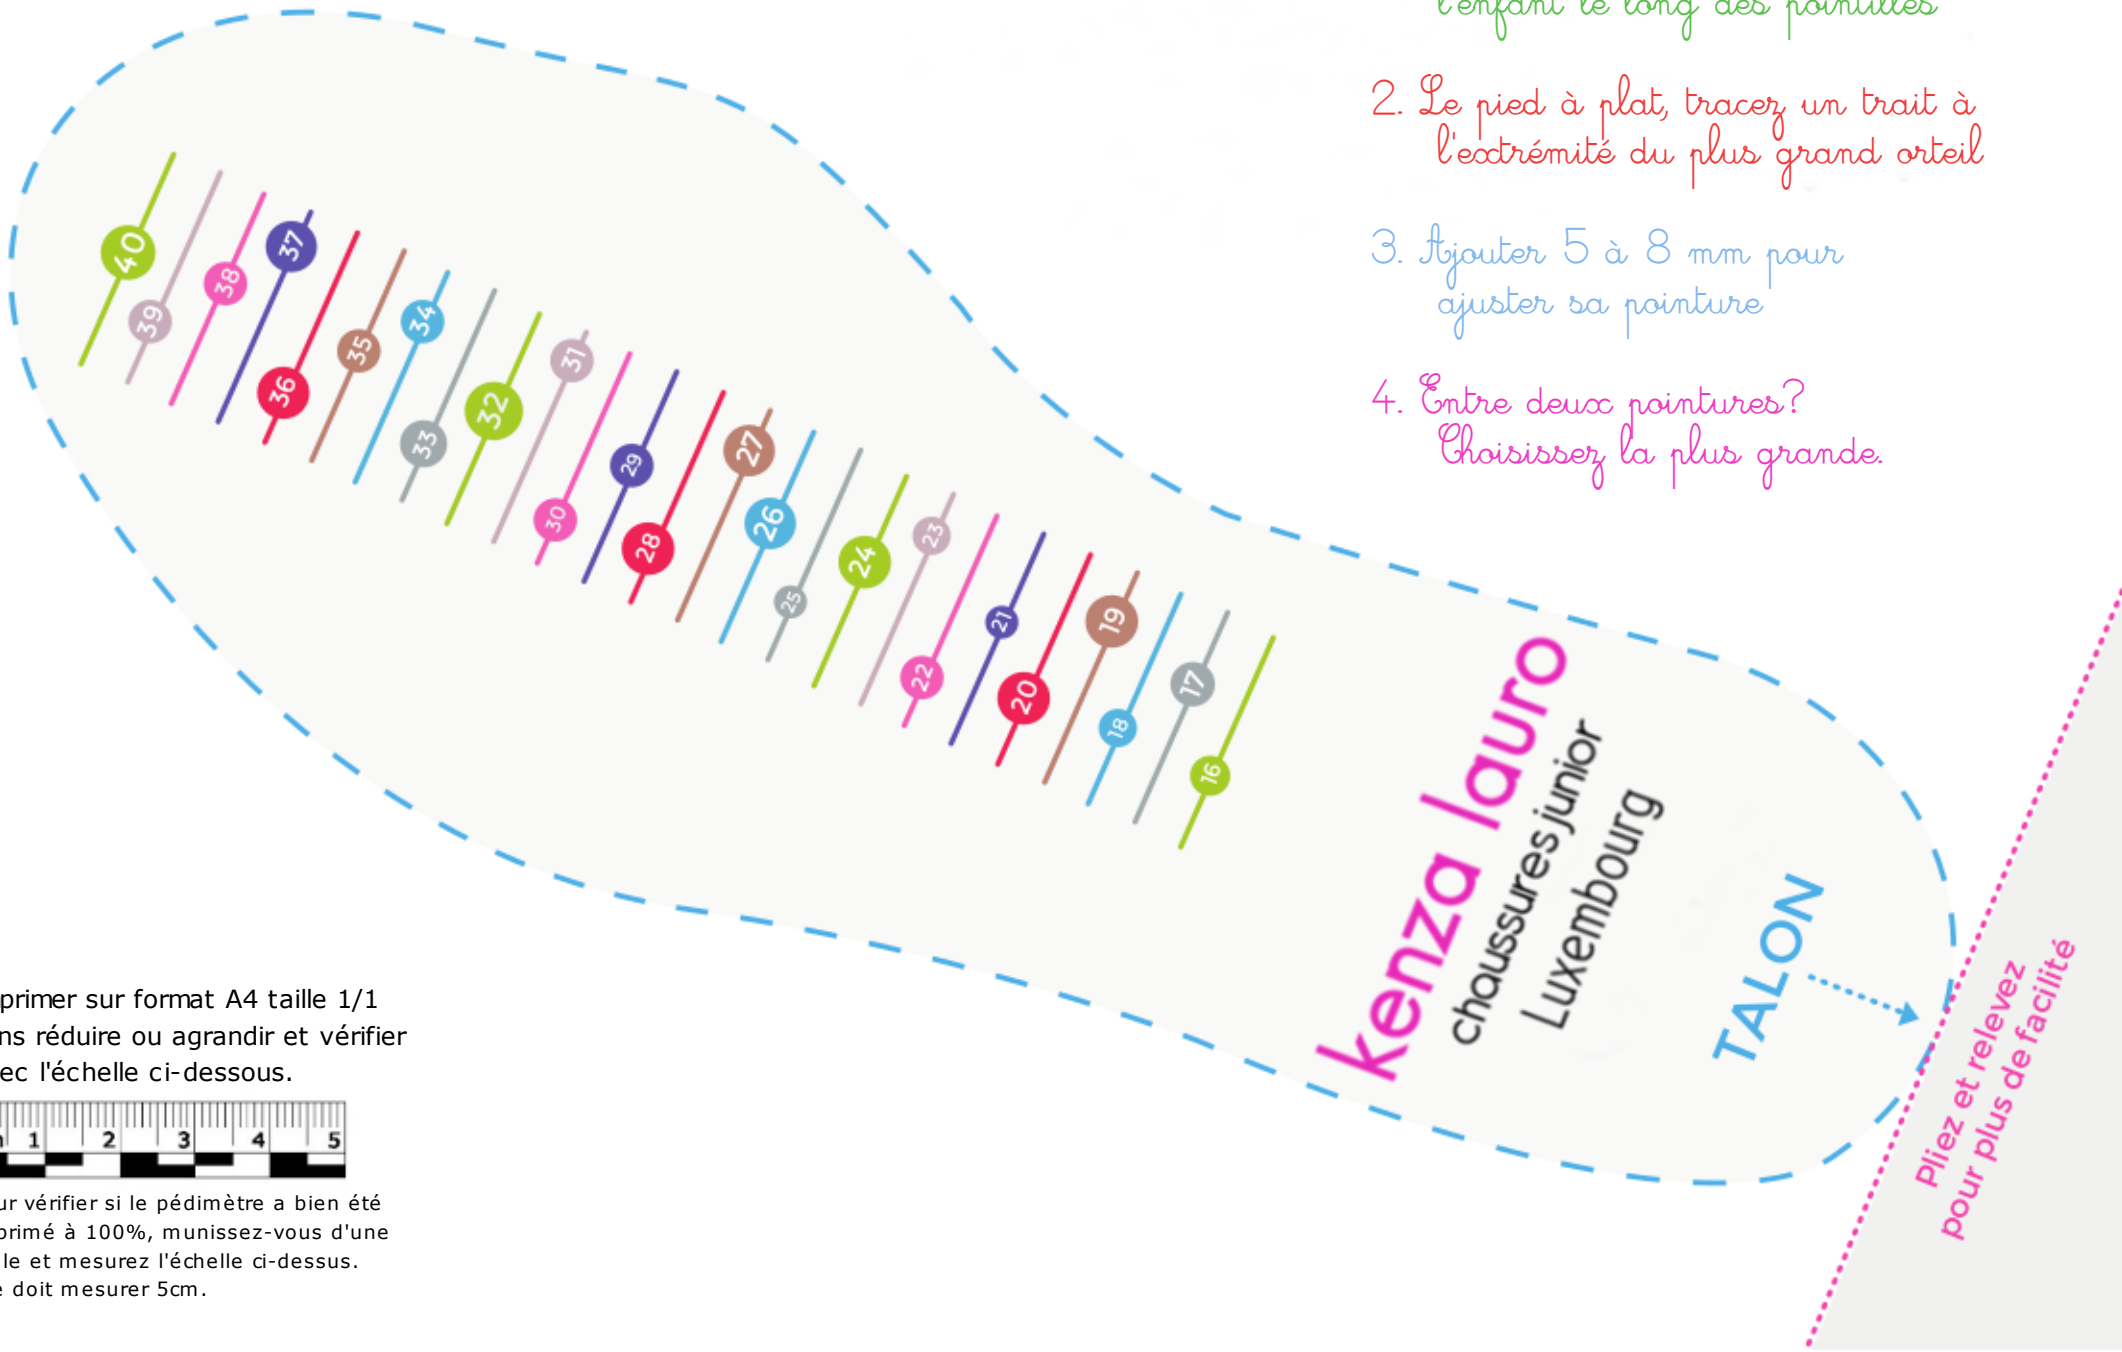 l'enfant le long des pointillés
2. Le pied à plat, tracez un trait à
l'extrémité du plus grand orteil
3. Ajouter 5 à 8 mm pour
ajuster sa pointure
4. Entre deux pointures?
Choisissez la plus grande.
40
39
38
37
36
35
34
33
32
31
30
29
28
27
26
25
24
23
22
21
20
19
18
17
16
kenza lauro
chaussures junior
Luxembourg
TALON
Pliez et relevez
pour plus de facilité
primer sur format A4 taille 1/1
ns réduire ou agrandir et vérifier
ec l'échelle ci-dessous.
1 2 3 4 5
ur vérifier si le pédimètre a bien été
primé à 100%, munissez-vous d'une
le et mesurez l'échelle ci-dessus.
e doit mesurer 5cm.